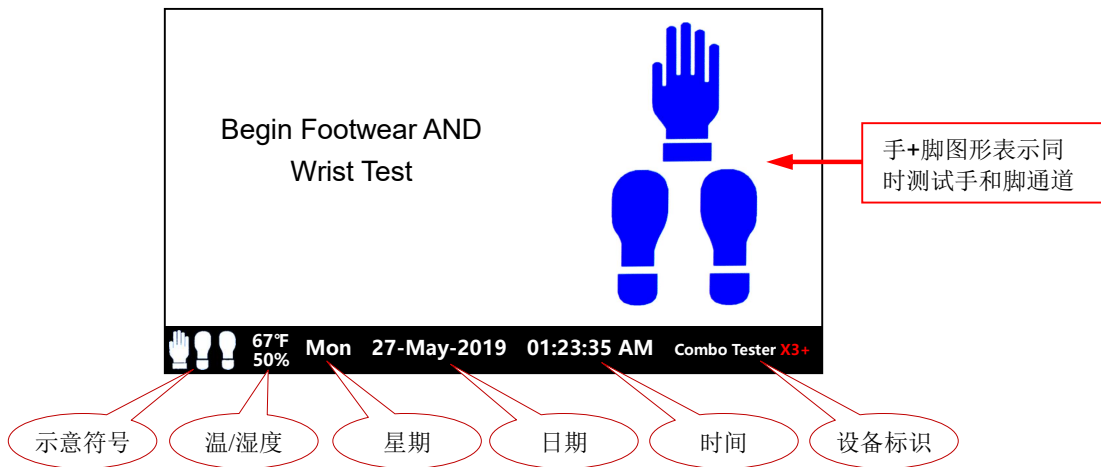 Begin Footwear AND
Wrist Test
手+脚图形表示同
时测试手和脚通道
67°F
50%
Mon 27-May-2019 01:23:35 AM Combo Tester X3+
示意符号 温/湿度 星期 日期 时间 设备标识